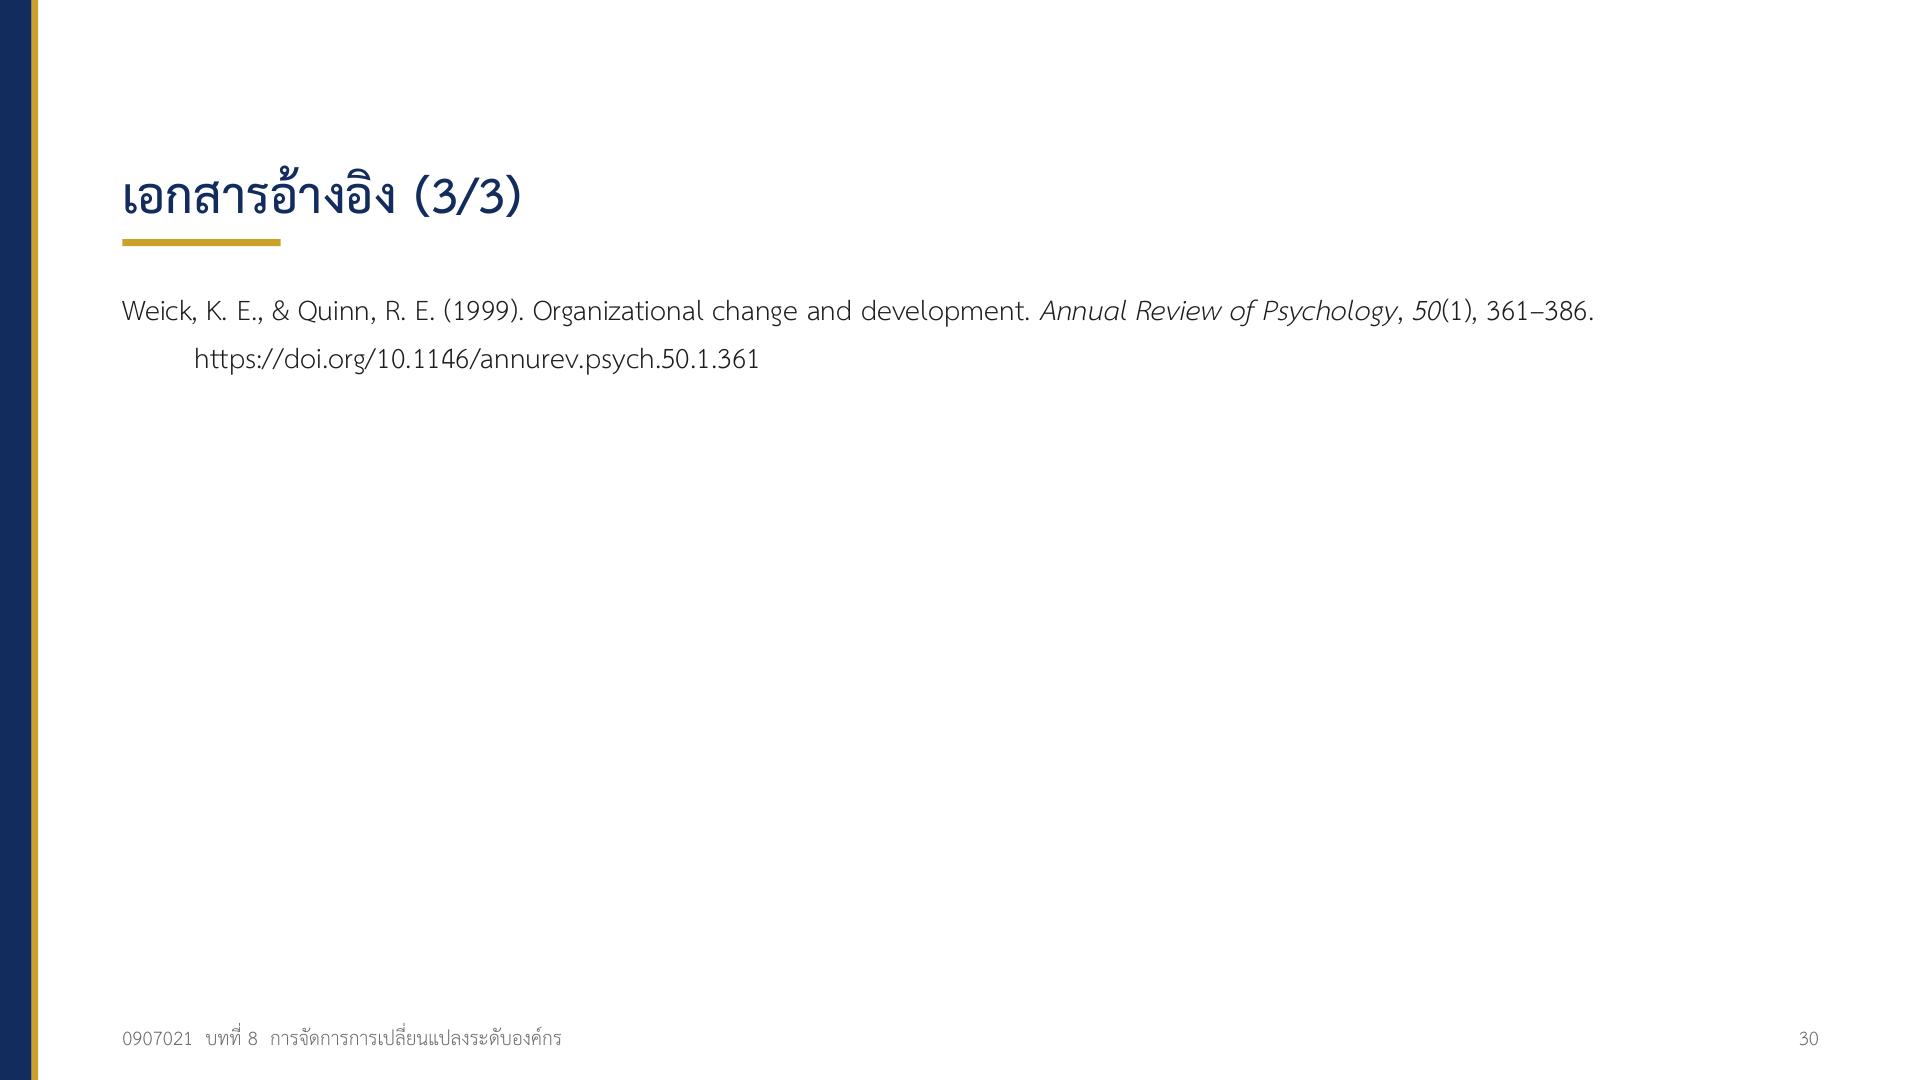 เอกสารอ้างอิง (3/3)
Weick, K. E., & Quinn, R. E. (1999). Organizational change and development. Annual Review of Psychology, 50(1), 361–386.
https://doi.org/10.1146/annurev.psych.50.1.361
0907021 บทที่ 8 การจัดการการเปลี่ยนแปลงระดับองค์กร
30